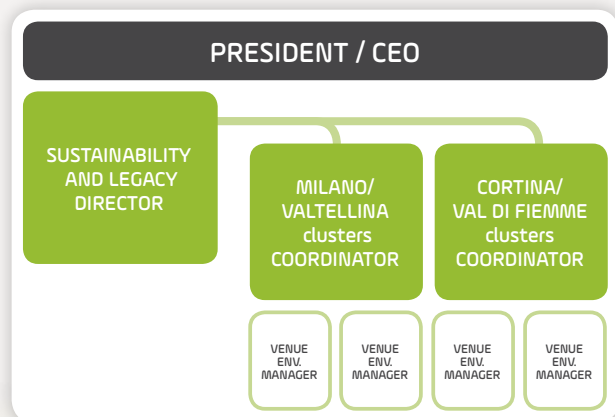 PRESIDENT / CEO
SUSTAINABILITY
AND LEGACY
DIRECTOR
MILANO/
VALTELLINA
clusters
COORDINATOR
CORTINA/
VAL DI FIEMME
clusters
COORDINATOR
VENUE
ENV.
MANAGER
VENUE
ENV.
MANAGER
VENUE
ENV.
MANAGER
VENUE
ENV.
MANAGER